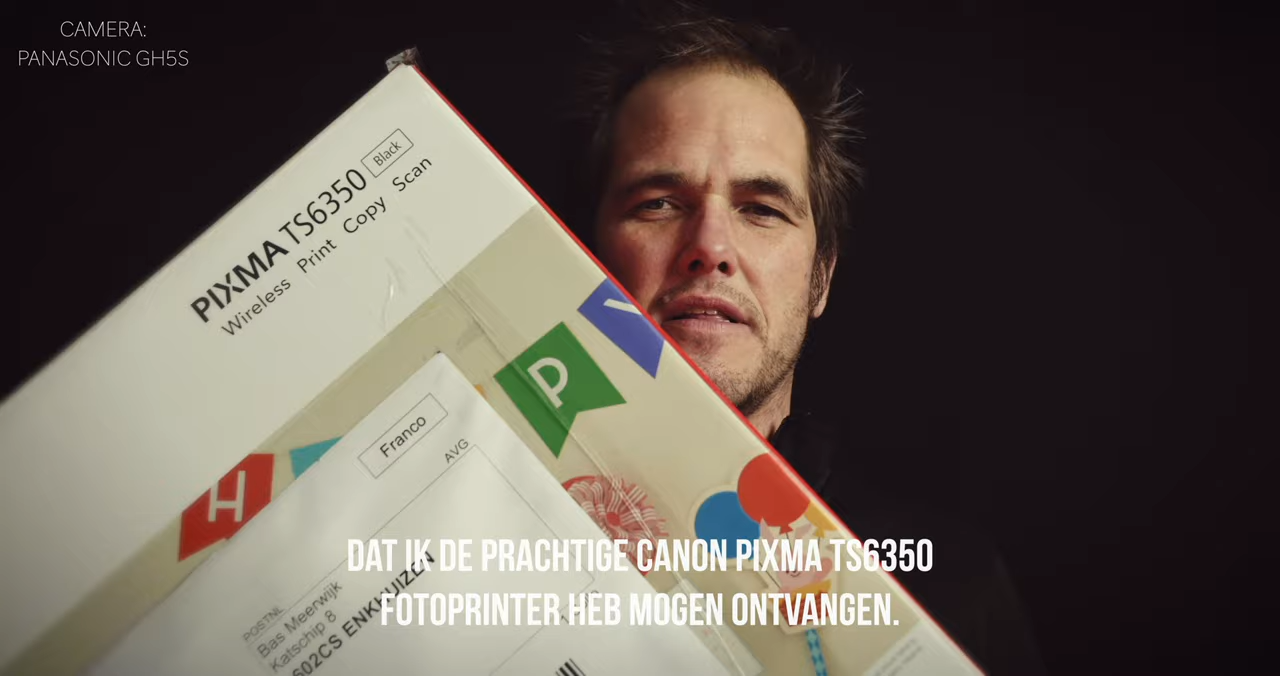 CAMERA:
PANASONIC GH5S
PIXMA TS6350 Black
Wireless Print Copy Scan
H
P
Y
Franco
AVG
POSTNL
Bas Meerwijk
Katschip 8
602CS ENKHUIZEN
DAT IK DE PRACHTIGE CANON PIXMA TS6350
FOTOPRINTER HEB MOGEN ONTVANGEN.